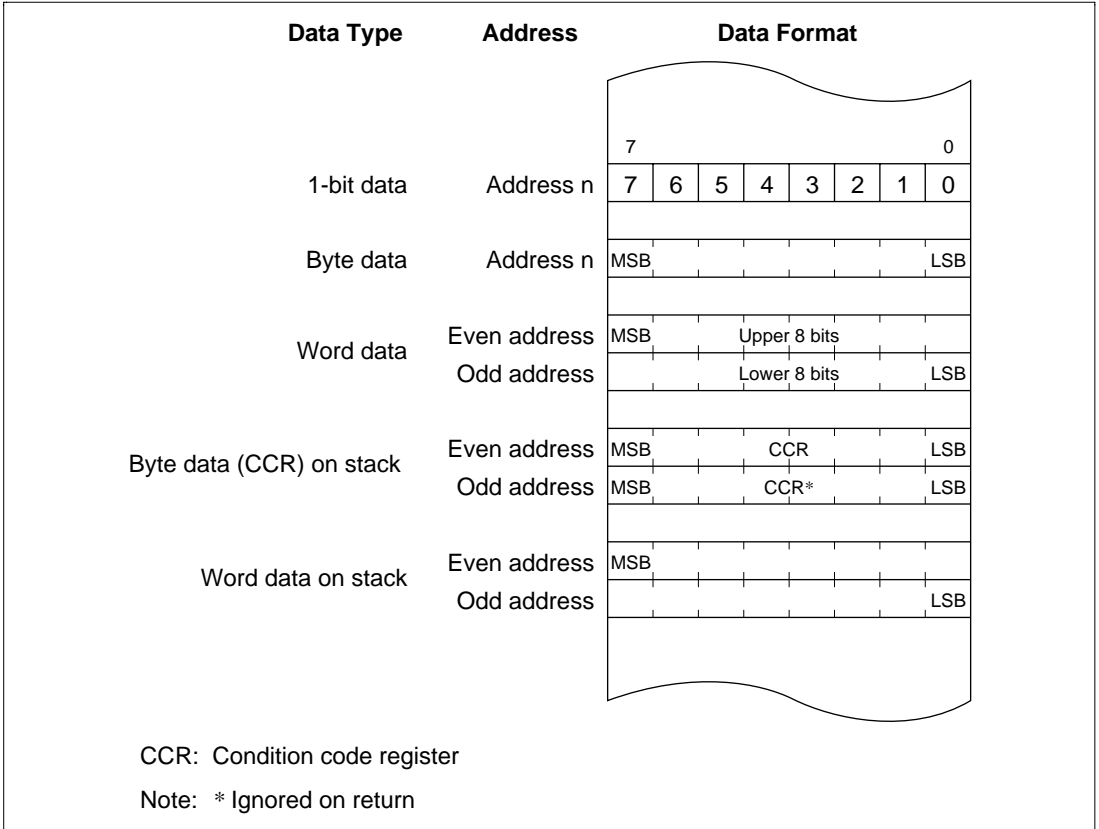 Data Type Address Data Format
7 0
1-bit data Address n 7 6 5 4 3 2 1 0
Byte data Address n MSB LSB
Word data
Even address MSB Upper 8 bits
Odd address Lower 8 bits LSB
Byte data (CCR) on stack
Even address MSB CCR LSB
Odd address MSB CCR* LSB
Word data on stack
Even address MSB
Odd address LSB
CCR: Condition code register
Note: * Ignored on return